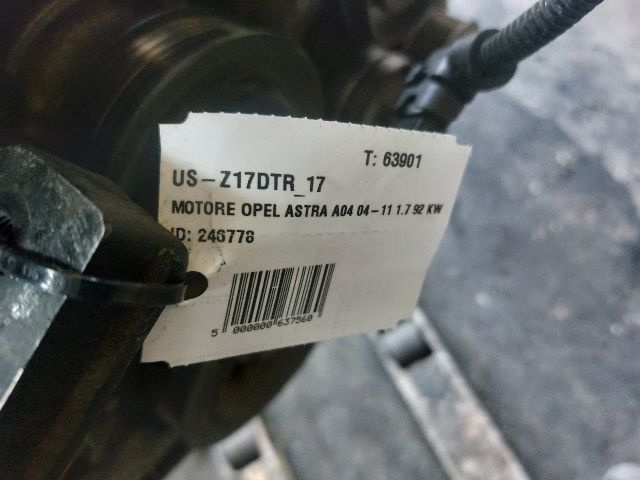 T: 63901
US-Z17DTR_17
MOTORE OPEL ASTRA A04 04-11 1.7 92 KW
ID: 246778
5 000000 637560